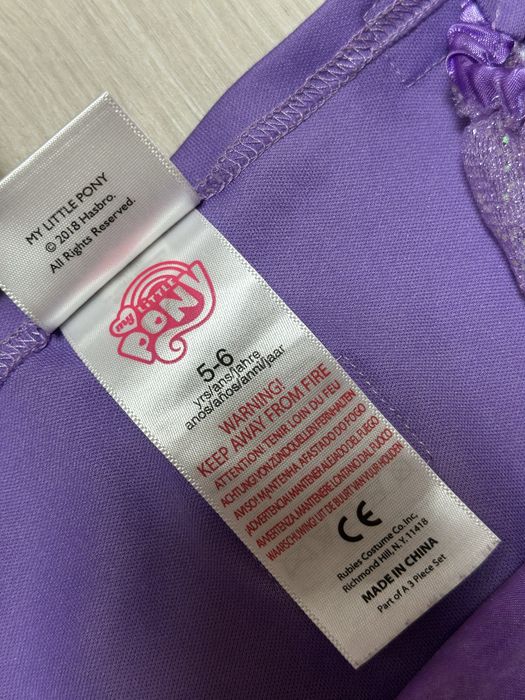 MY LITTLE PONY
© 2018 Hasbro.
All Rights Reserved.
my LITTLE
PONY
5-6
yrs/ans/Jahre
anos/años/anni/jaar
WARNING!
KEEP AWAY FROM FIRE
ATTENTION! TENIR LOIN DU FEU
ACHTUNG! VON ZÜNDQUELLEN FERNHALTEN
AVISO! MANTENHA AFASTADO DO FOGO
¡ADVERTENCIA! MANTENER ALEJADO DEL FUEGO
AVVERTENZA. MANTENERE LONTANO DAL FUOCO-
WAARSCHUWING! UIT DE BUURT VAN VUUR HOUDEN
CE
Rubies Costume Co. Inc,
Richmond Hill, N.Y. 11418
MADE IN CHINA
Part of A 3 Piece Set